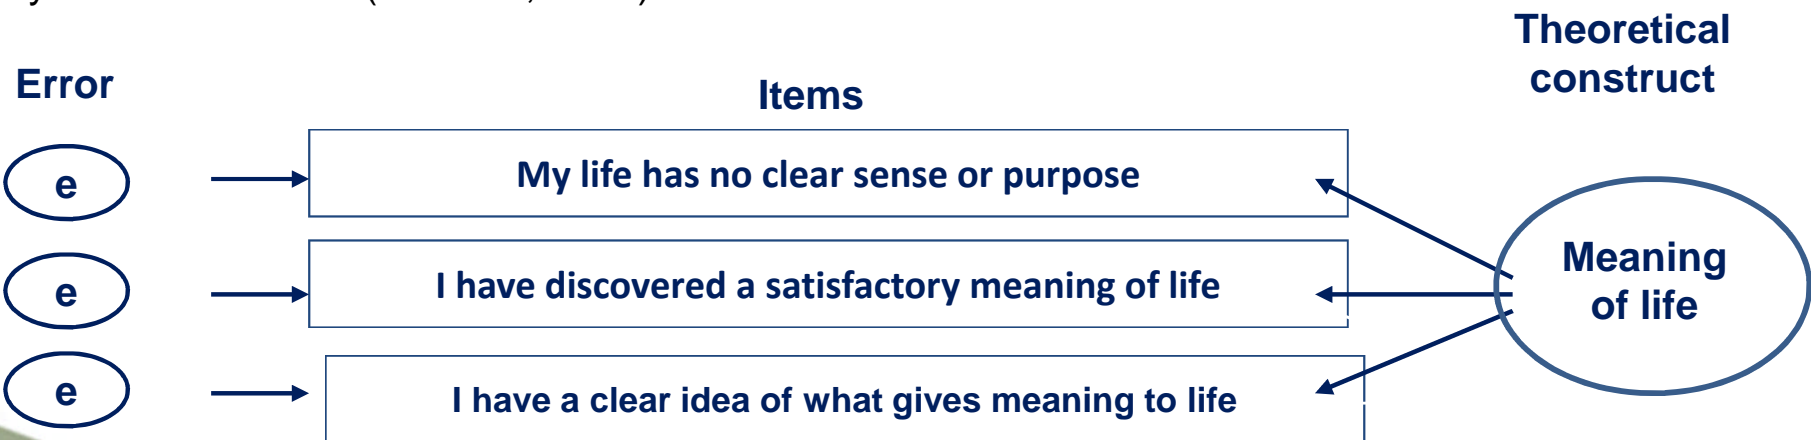 Theoretical
construct
Error
Items
e
My life has no clear sense or purpose
e
I have discovered a satisfactory meaning of life
Meaning
of life
e
I have a clear idea of what gives meaning to life